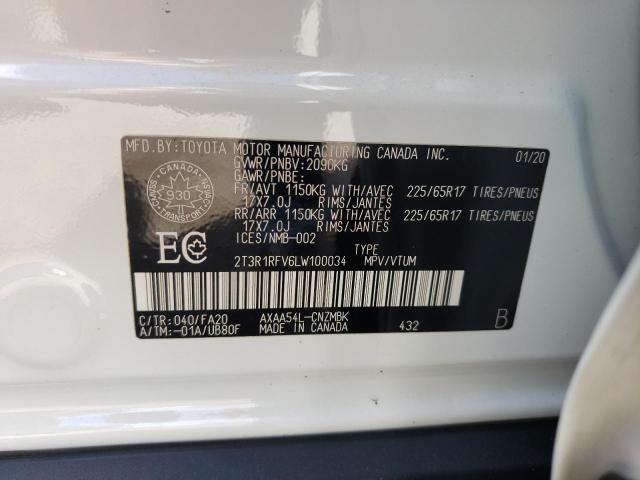 MFD.BY:TOYOTA MOTOR MANUFACTURING CANADA INC. 01/20
GVWR/PNBV:2090KG
GAWR/PNBE:
FR/AVT 1150KG WITH/AVEC 225/65R17 TIRES/PNEUS
17X7.0J RIMS/JANTES
RR/ARR 1150KG WITH/AVEC 225/65R17 TIRES/PNEUS
17X7.0J RIMS/JANTES
ICES/NMB-002 TYPE
2T3R1RFV6LW100034 MPV/VTUM
CANADA
930
TRANSPORT
EC
C/TR:040/FA20 AXAA54L-CNZMBK
A/TM:-01A/UB80F MADE IN CANADA 432 B